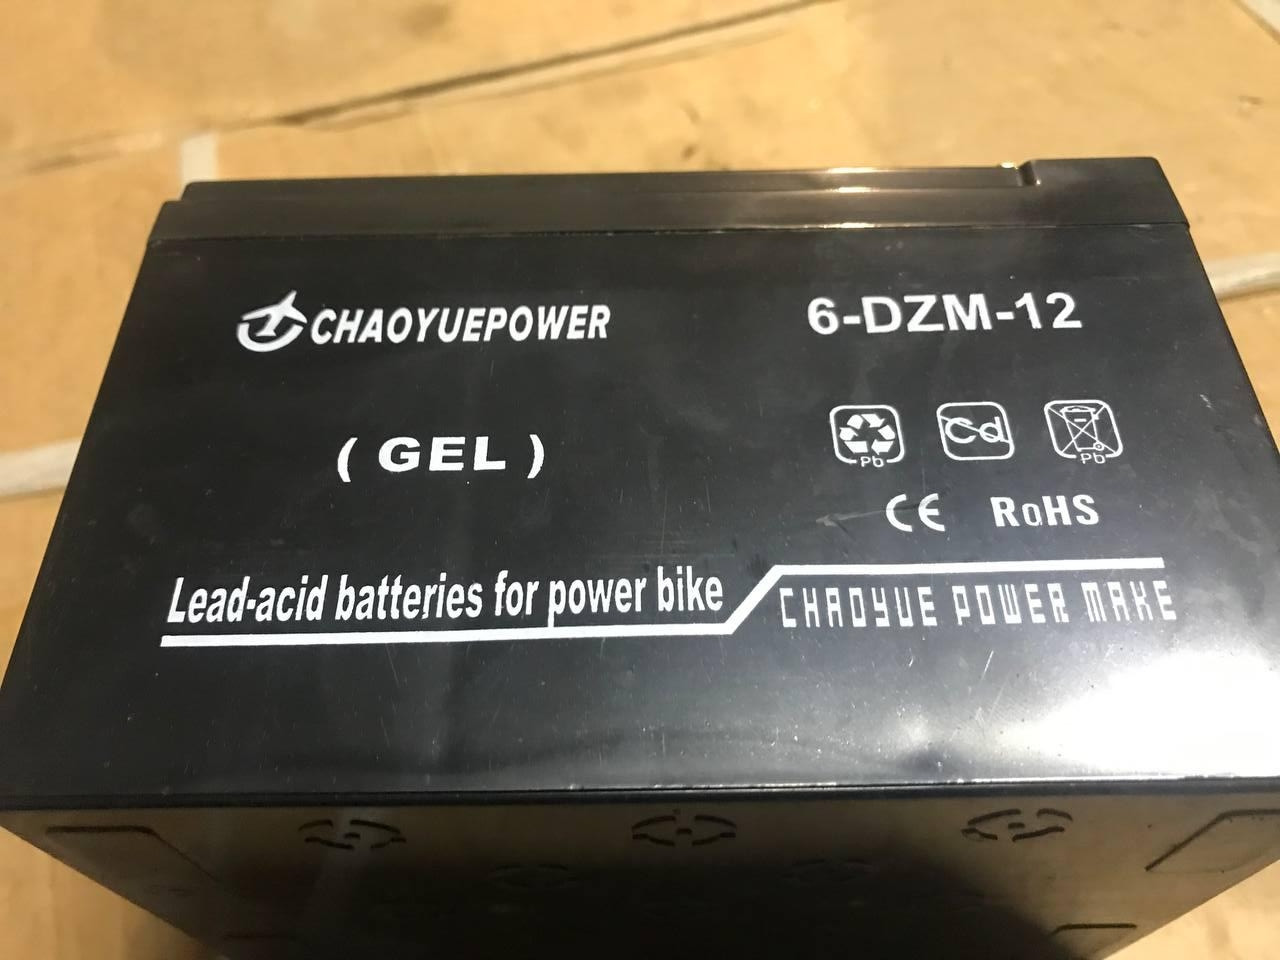 CHAOYUEPOWER
6-DZM-12
( GEL )
Pb
Cd
Pb
CE RoHS
Lead-acid batteries for power bike
CHAOYUE POWER MAKE